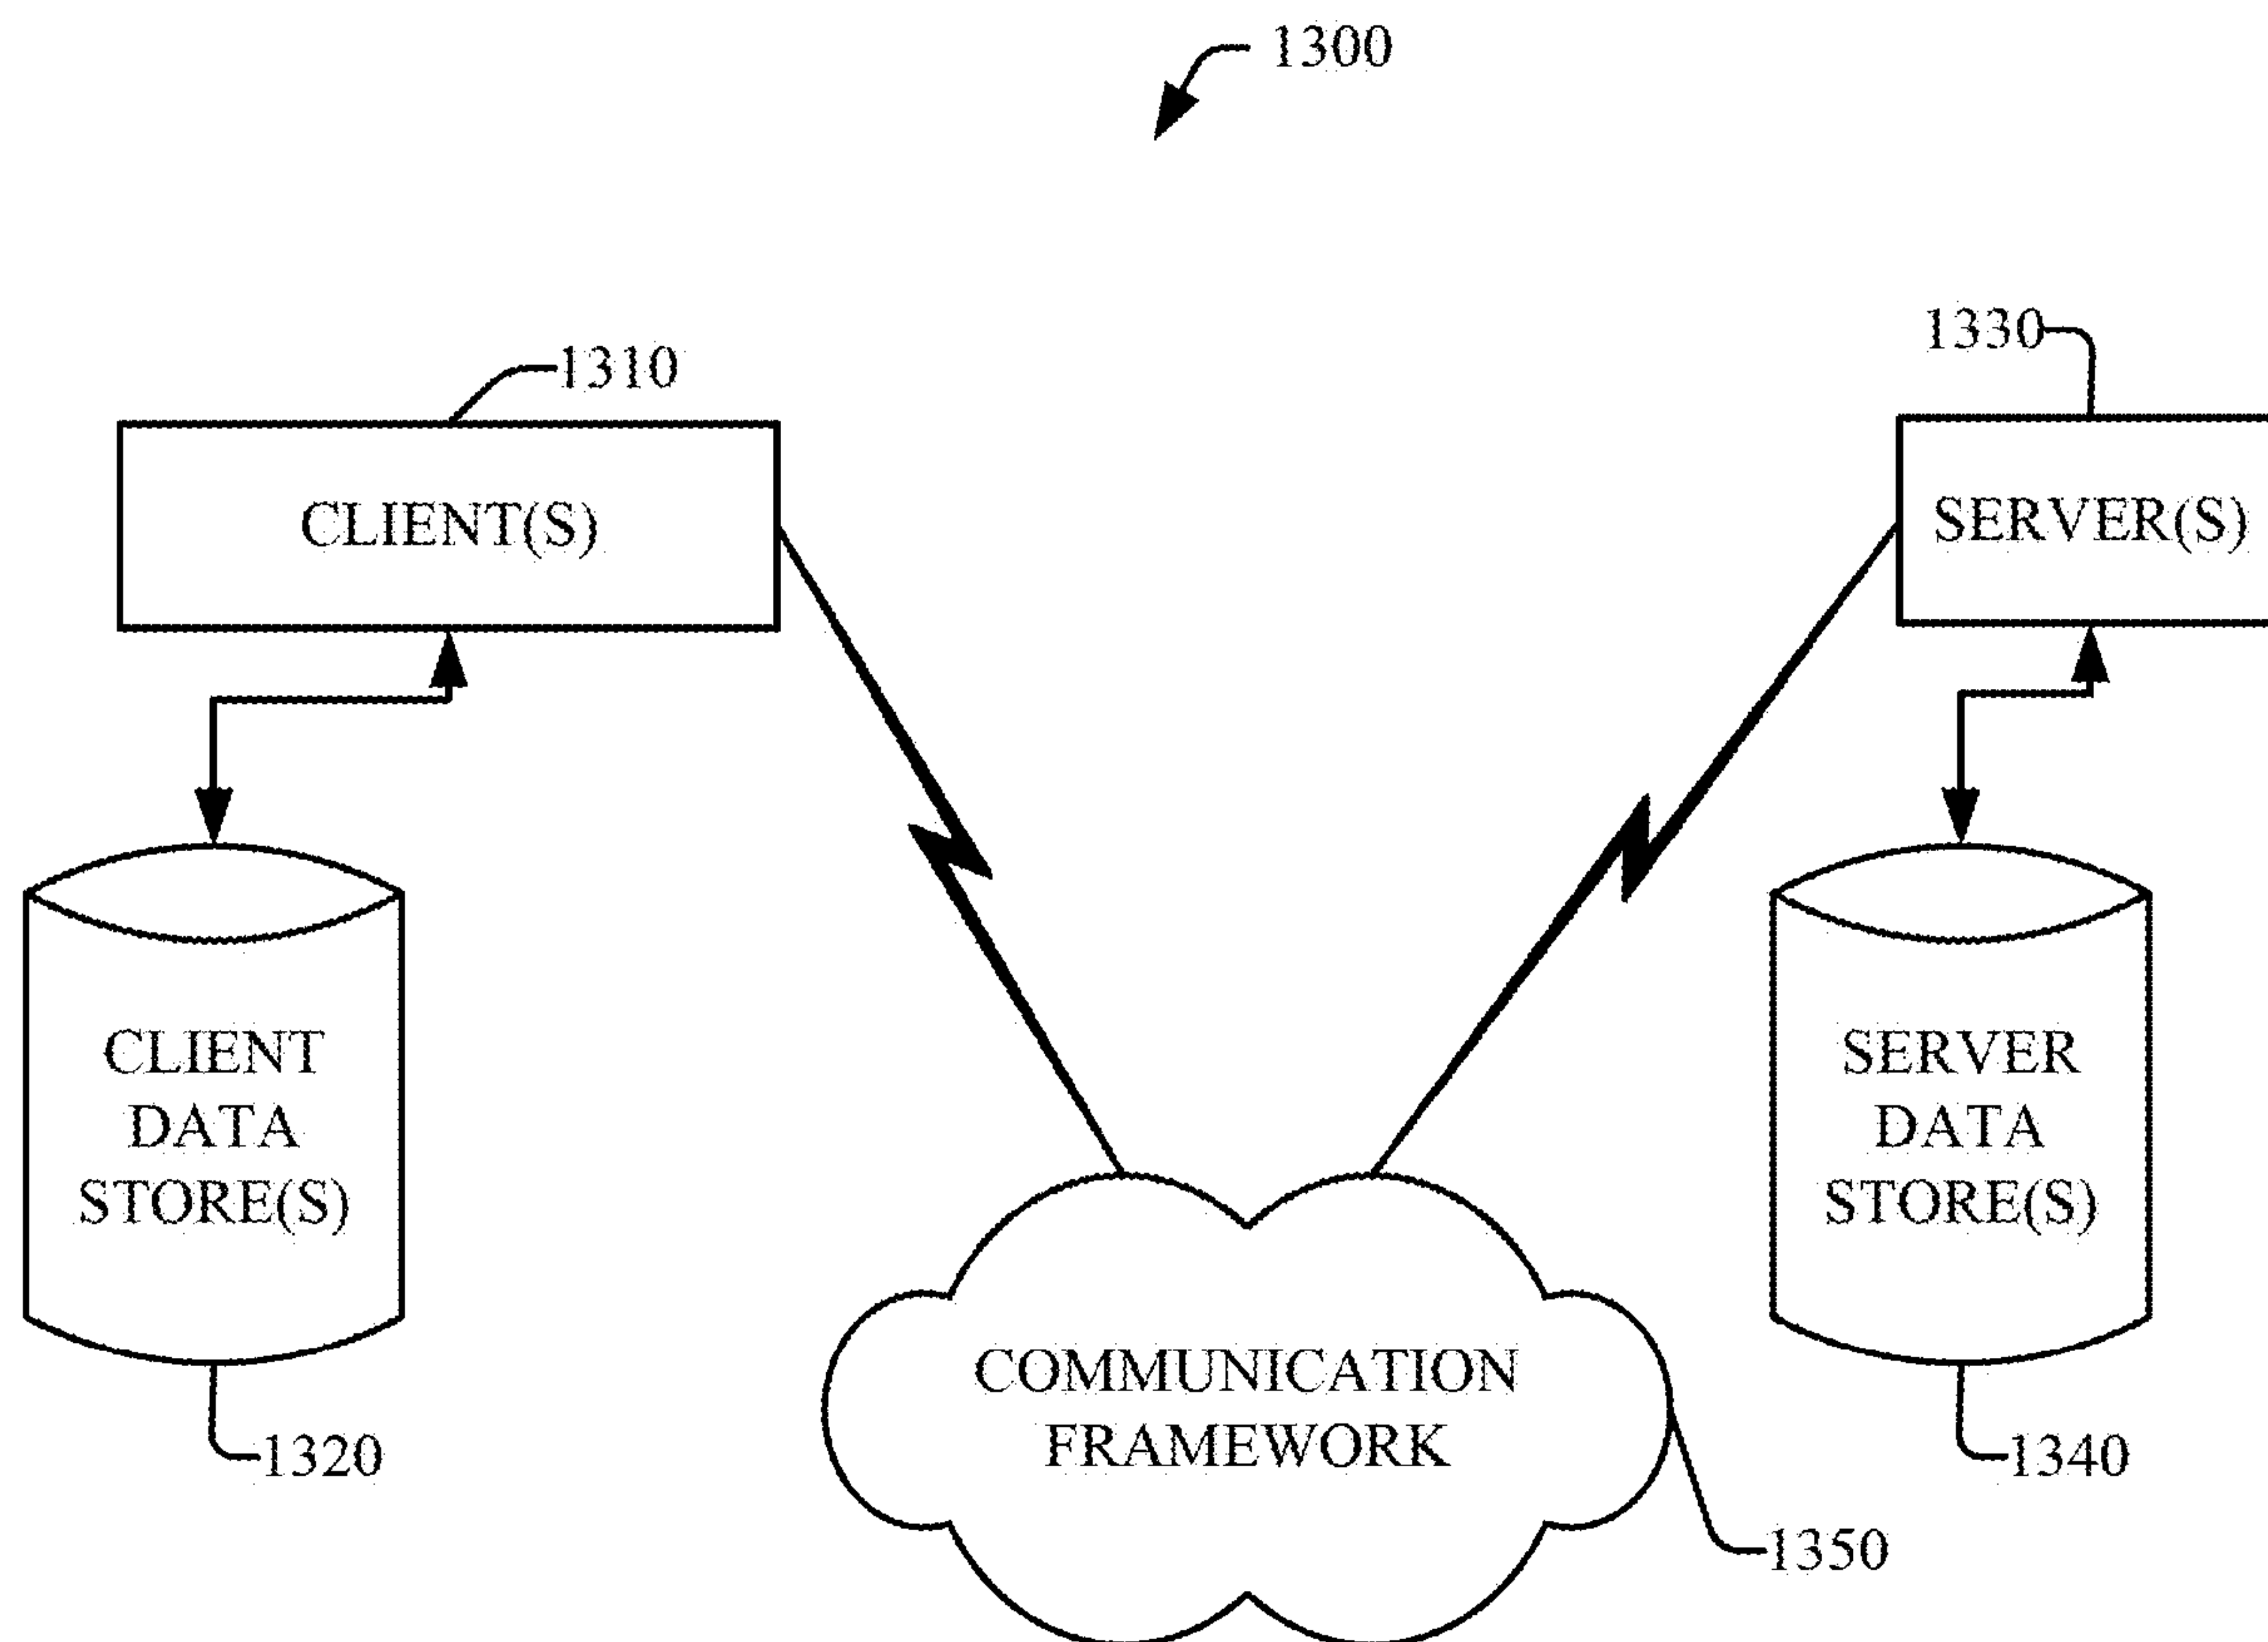 1300
1310
1330
CLIENT(S)
SERVER(S)
CLIENT
DATA
STORE(S)
SERVER
DATA
STORE(S)
COMMUNICATION
FRAMEWORK
1320
1340
1350